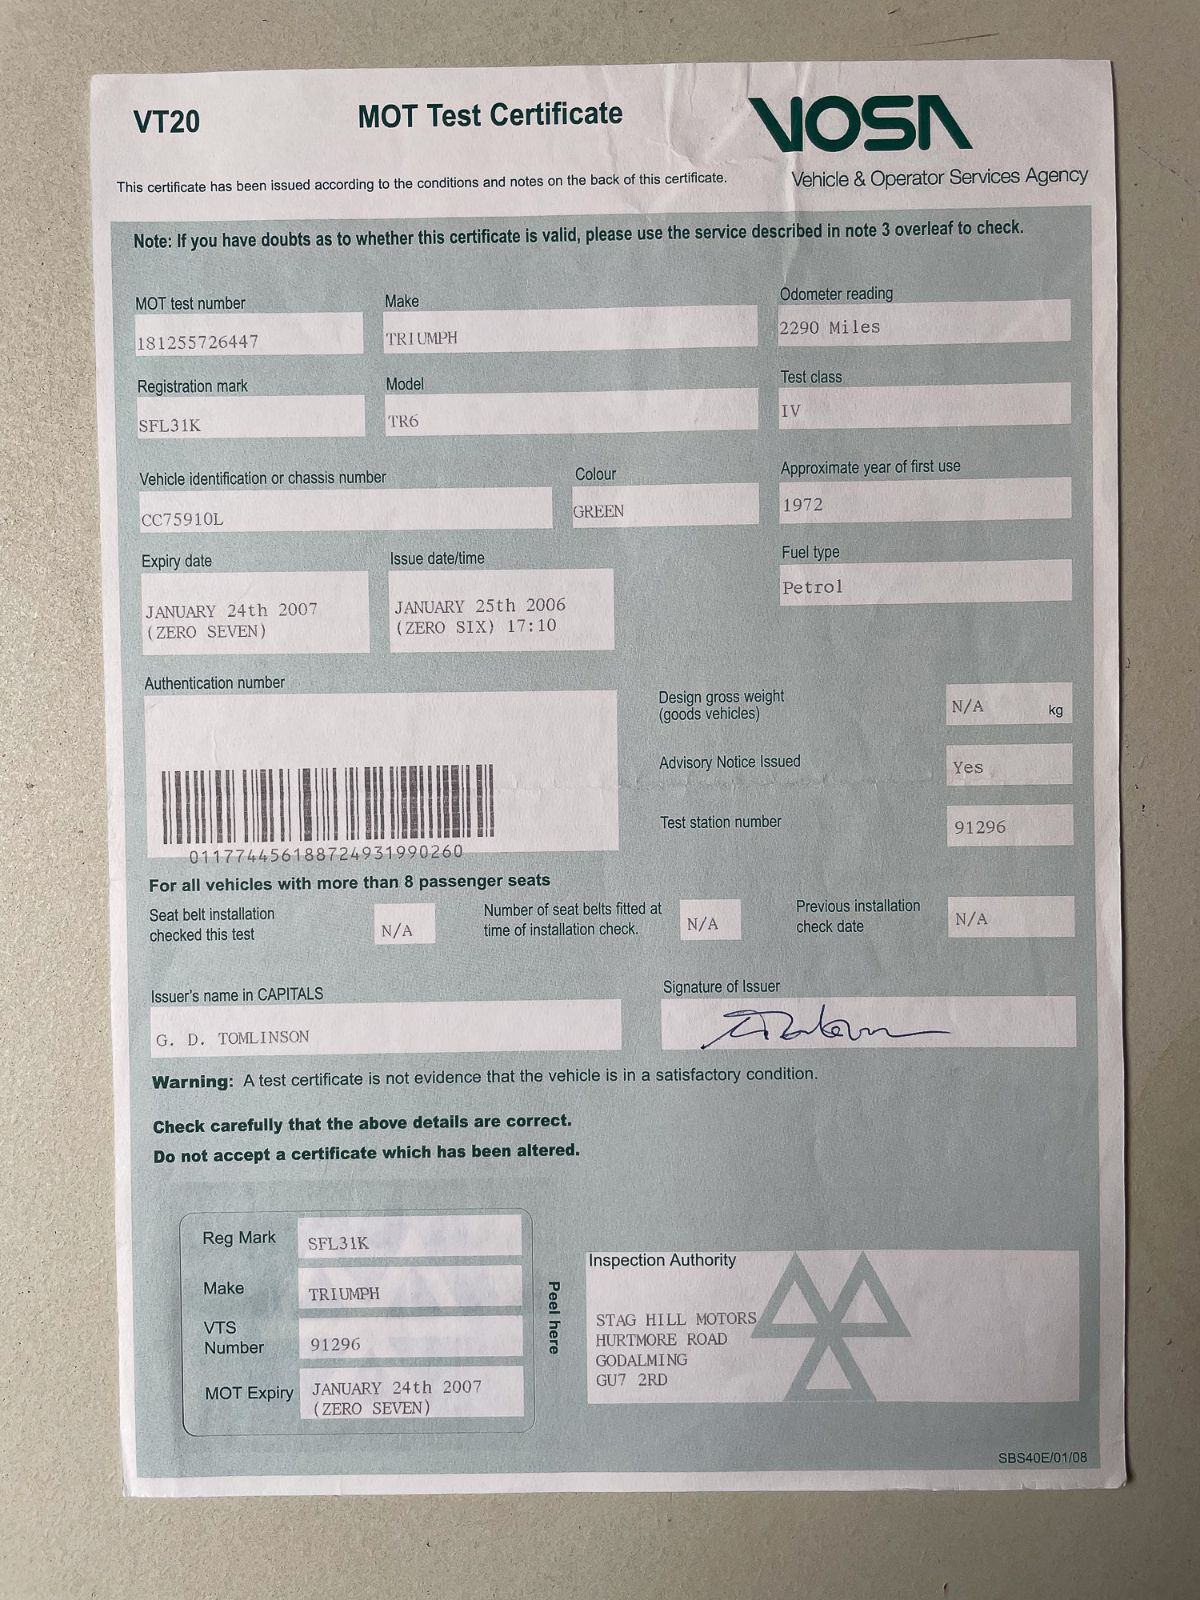 VT20
MOT Test Certificate
VOSA
Vehicle & Operator Services Agency
This certificate has been issued according to the conditions and notes on the back of this certificate.
Note: If you have doubts as to whether this certificate is valid, please use the service described in note 3 overleaf to check.
MOT test number
181255726447
Make
TRIUMPH
Odometer reading
2290 Miles
Registration mark
SFL31K
Model
TR6
Test class
IV
Vehicle identification or chassis number
CC75910L
Colour
GREEN
Approximate year of first use
1972
Expiry date
JANUARY 24th 2007
(ZERO SEVEN)
Issue date/time
JANUARY 25th 2006
(ZERO SIX) 17:10
Fuel type
Petrol
Authentication number
011774456188724931990260
Design gross weight
(goods vehicles)
N/A kg
Advisory Notice Issued
Yes
Test station number
91296
For all vehicles with more than 8 passenger seats
Seat belt installation
checked this test
N/A
Number of seat belts fitted at
time of installation check.
N/A
Previous installation
check date
N/A
Issuer's name in CAPITALS
G. D. TOMLINSON
Signature of Issuer
Warning: A test certificate is not evidence that the vehicle is in a satisfactory condition.
Check carefully that the above details are correct.
Do not accept a certificate which has been altered.
Reg Mark
SFL31K
Make
TRIUMPH
VTS
Number
91296
MOT Expiry
JANUARY 24th 2007
(ZERO SEVEN)
Peel here
Inspection Authority
STAG HILL MOTORS
HURTMORE ROAD
GODALMING
GU7 2RD
SBS40E/01/08